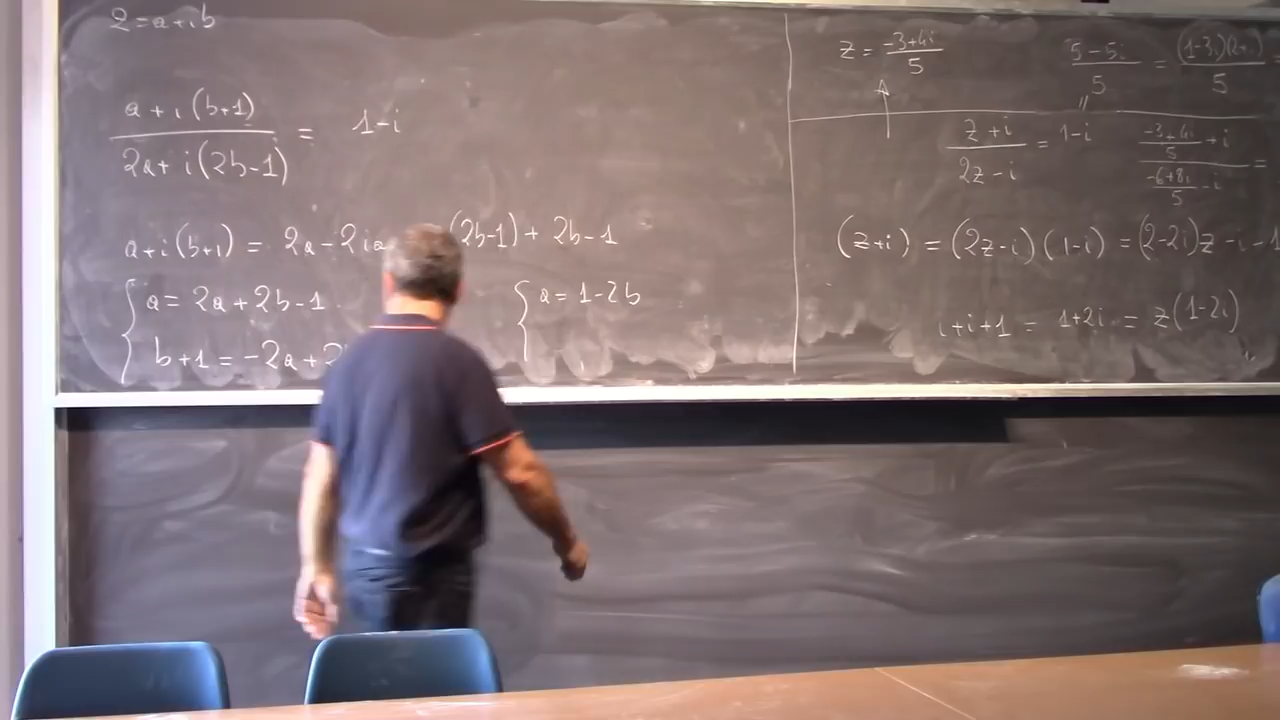 z = a + ib
a + i(b+1) / 2a + i(2b-1) = 1-i
a+i(b+1) = 2a-2ia (2b-1) + 2b-1
{ a = 2a+2b-1
b+1 = -2a+2
{ a = 1-2b
z = -3+4i / 5
5-5i / 5 = (1-3i)(2+i) / 5 =
z+i / 2z-i = 1-i
-3+4i / 5 + i / -6+8i / 5 - i =
(z+i) = (2z-i)(1-i) = (2-2i)z -i-1
i+i+1 = 1+2i = z(1-2i)